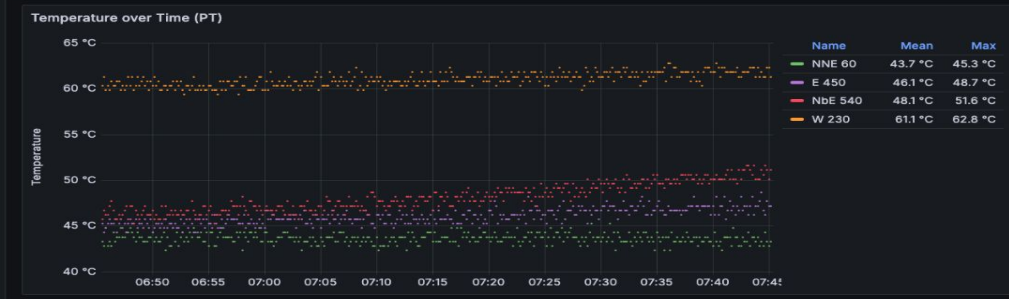 Temperature over Time (PT)
65 °C
60 °C
55 °C
50 °C
45 °C
40 °C
Temperature
06:50 06:55 07:00 07:05 07:10 07:15 07:20 07:25 07:30 07:35 07:40 07:45
Name Mean Max
NNE 60 43.7 °C 45.3 °C
E 450 46.1 °C 48.7 °C
NbE 540 48.1 °C 51.6 °C
W 230 61.1 °C 62.8 °C